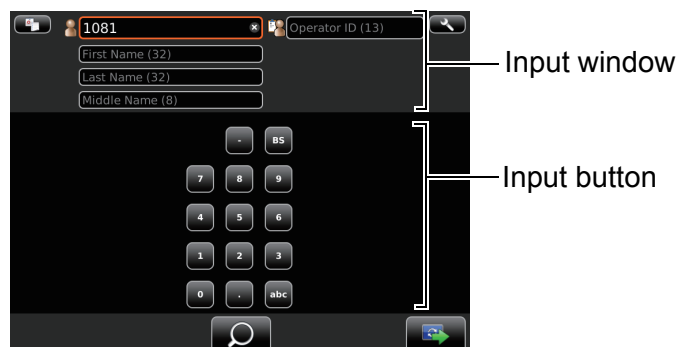 1081 Operator ID (13)
First Name (32)
Last Name (32)
Middle Name (8)
Input window
- BS
7 8 9
4 5 6
1 2 3
0 . abc
Input button